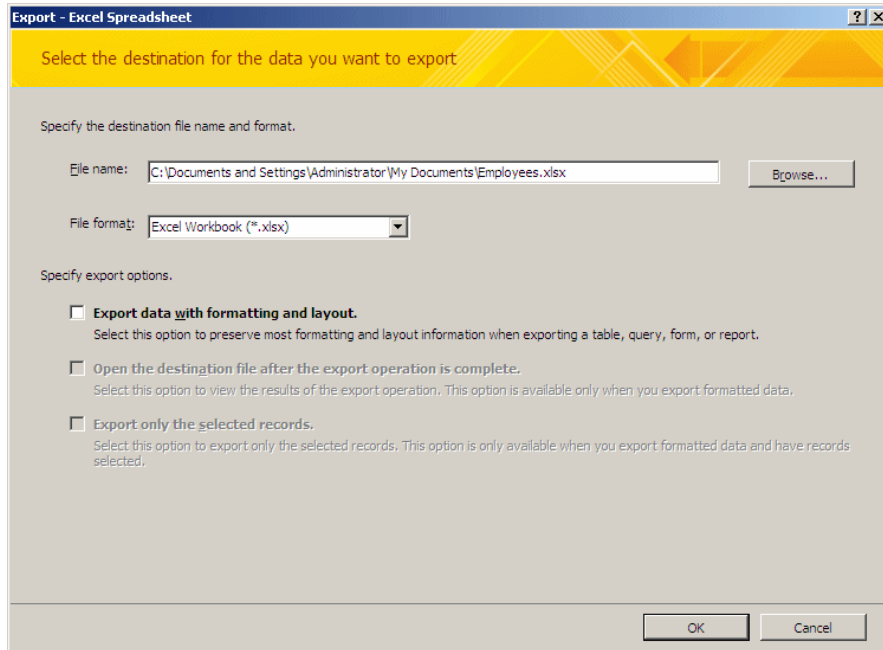 Export - Excel Spreadsheet
Select the destination for the data you want to export
Specify the destination file name and format.
File name: C:\Documents and Settings\Administrator\My Documents\Employees.xlsx Browse...
File format: Excel Workbook (*.xlsx)
Specify export options.
Export data with formatting and layout.
Select this option to preserve most formatting and layout information when exporting a table, query, form, or report.
Open the destination file after the export operation is complete.
Select this option to view the results of the export operation. This option is available only when you export formatted data.
Export only the selected records.
Select this option to export only the selected records. This option is only available when you export formatted data and have records
selected.
OK Cancel